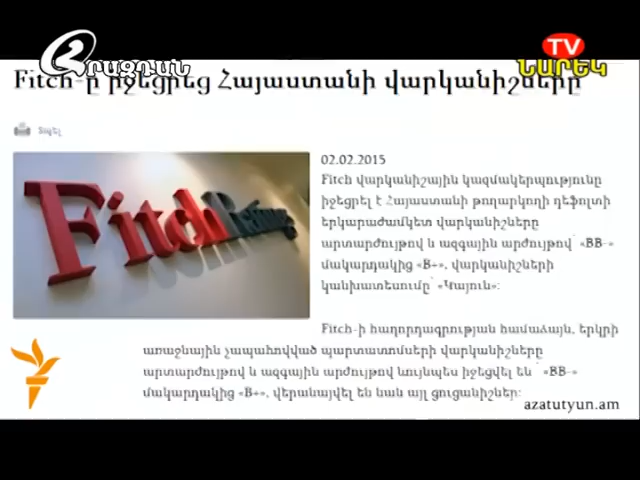 ՀՐԱԶԴԱՆ
TV
ՆԱՐԵԿ
Fitch-ը իջեցրեց Հայաստանի վարկանիշները
Տպել
FitchRatings
02.02.2015
Fitch վարկանիշային կազմակերպությունը
իջեցրել է Հայաստանի թողարկողի դեֆոլտի
երկարաժամկետ վարկանիշները
արտարժույթով և ազգային արժույթով՝ «BB-»
մակարդակից «B+», վարկանիշների
կանխատեսումը՝ «Կայուն»:
Fitch-ի հաղորդագրության համաձայն, երկրի
առաջնային չապահովված պարտատոմսերի վարկանիշները
արտարժույթով և ազգային արժույթով նույնպես իջեցվել են՝ «BB-»
մակարդակից «B+», վերանայվել են նան այլ ցուցանիշներ:
azatutyun.am